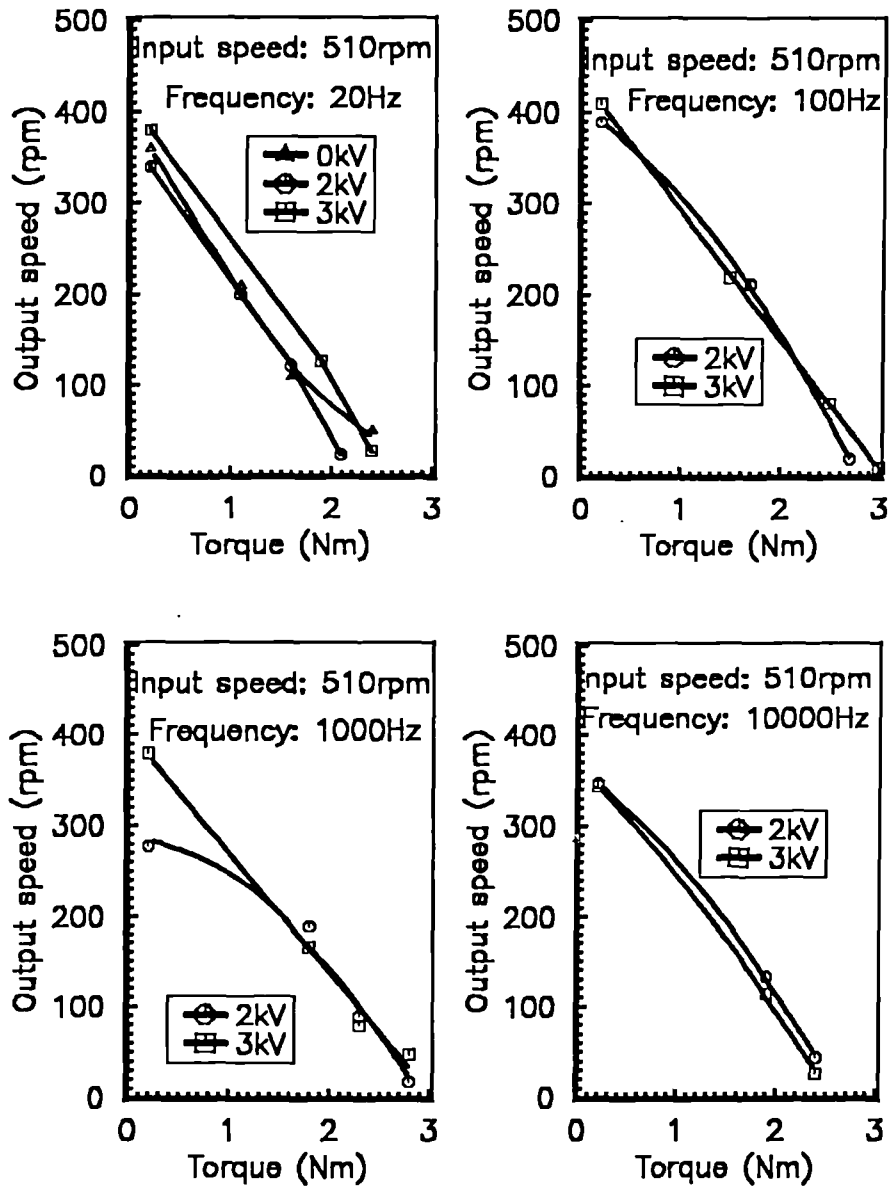 Input speed: 510rpm
Frequency: 20Hz
0kV
2kV
3kV
500
400
300
200
100
0
Output speed (rpm)
0 1 2 3
Torque (Nm)
Input speed: 510rpm
Frequency: 100Hz
2kV
3kV
500
400
300
200
100
0
Output speed (rpm)
0 1 2 3
Torque (Nm)
Input speed: 510rpm
Frequency: 1000Hz
2kV
3kV
500
400
300
200
100
0
Output speed (rpm)
0 1 2 3
Torque (Nm)
Input speed: 510rpm
Frequency: 10000Hz
2kV
3kV
500
400
300
200
100
0
Output speed (rpm)
0 1 2 3
Torque (Nm)